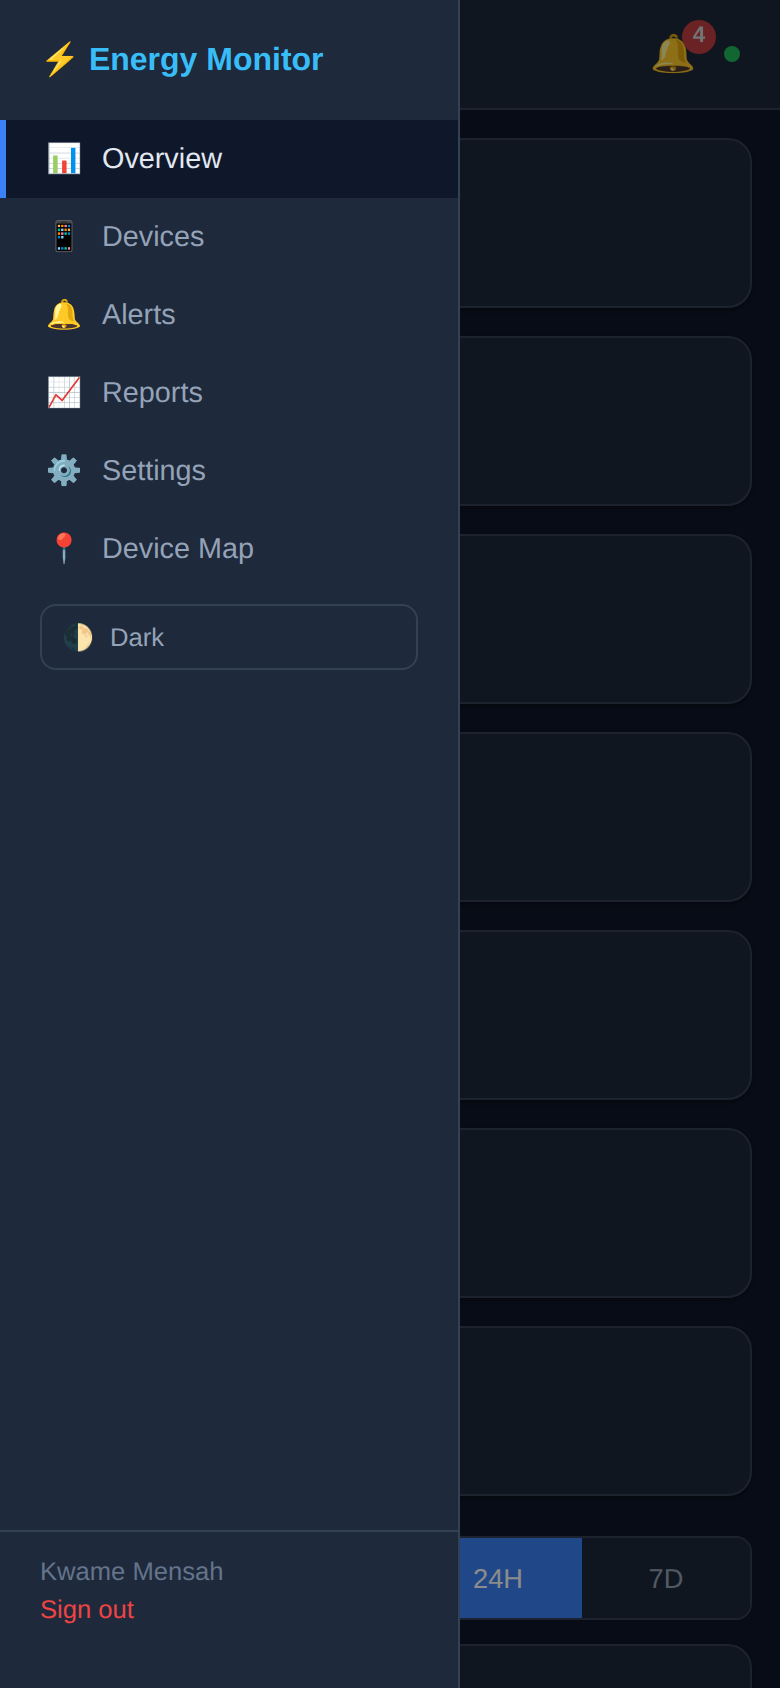 Energy Monitor
4
Overview
Devices
Alerts
Reports
Settings
Device Map
Dark
24H
7D
Kwame Mensah
Sign out